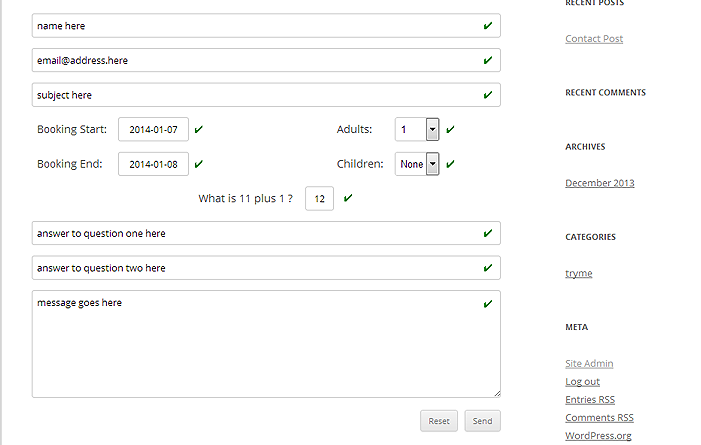 name here
email@address.here
subject here
Booking Start: 2014-01-07 Adults: 1
Booking End: 2014-01-08 Children: None
What is 11 plus 1 ? 12
answer to question one here
answer to question two here
message goes here
Reset Send
RECENT POSTS
Contact Post
RECENT COMMENTS
ARCHIVES
December 2013
CATEGORIES
tryme
META
Site Admin
Log out
Entries RSS
Comments RSS
WordPress.org